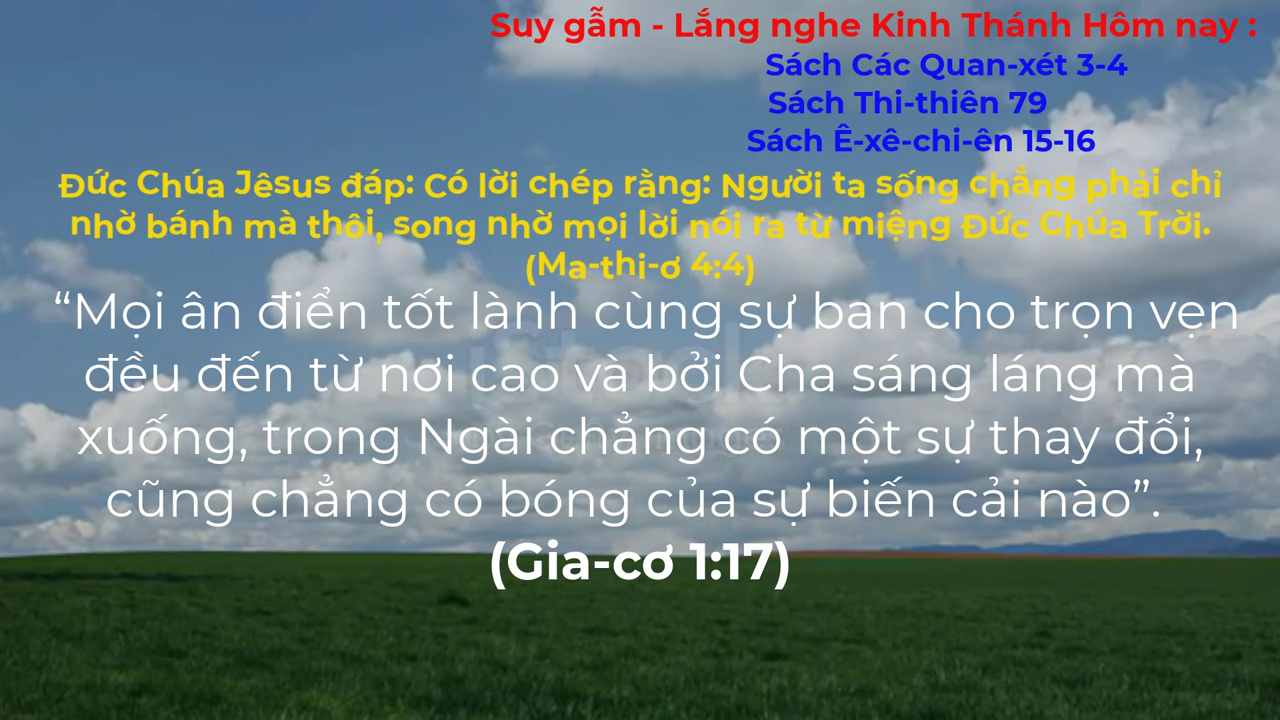 Suy gẫm - Lắng nghe Kinh Thánh Hôm nay :
Sách Các Quan-xét 3-4
Sách Thi-thiên 79
Sách Ê-xê-chi-ên 15-16
Đức Chúa Jêsus đáp: Có lời chép rằng: Người ta sống chẳng phải chỉ
nhờ bánh mà thôi, song nhờ mọi lời nói ra từ miệng Đức Chúa Trời.
(Ma-thi-ơ 4:4)
“Mọi ân điển tốt lành cùng sự ban cho trọn vẹn
đều đến từ nơi cao và bởi Cha sáng láng mà
xuống, trong Ngài chẳng có một sự thay đổi,
cũng chẳng có bóng của sự biến cải nào”.
(Gia-cơ 1:17)